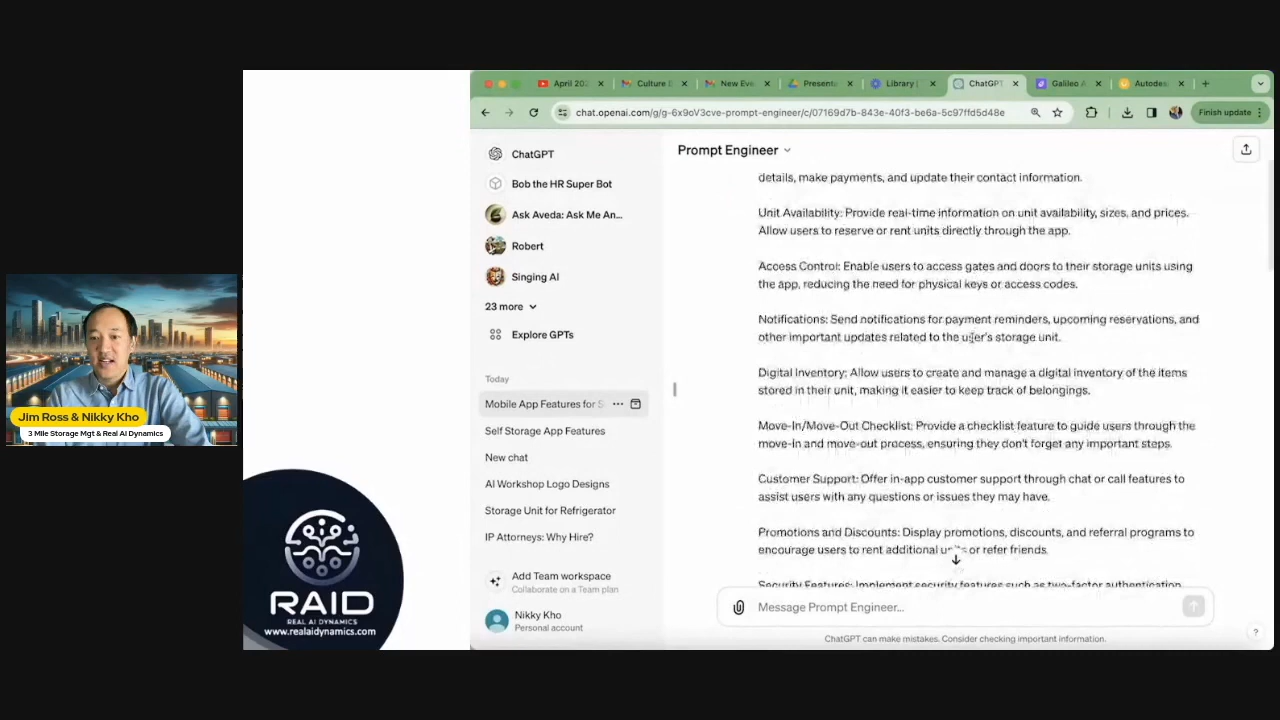 April 202
Culture E
New Eve
Presenta
Library |
ChatGPT
Galileo A
Autodes
chat.openai.com/g/g-6x9oV3cve-prompt-engineer/c/07169d7b-843e-40f3-be6a-5c97ffd5d48e
Finish update
ChatGPT
Bob the HR Super Bot
Ask Aveda: Ask Me An...
Robert
Singing AI
23 more
Explore GPTs
Today
Mobile App Features for S
Self Storage App Features
New chat
AI Workshop Logo Designs
Storage Unit for Refrigerator
IP Attorneys: Why Hire?
Add Team workspace
Collaborate on a Team plan
Nikky Kho
Personal account
Prompt Engineer
details, make payments, and update their contact information.
Unit Availability: Provide real-time information on unit availability, sizes, and prices.
Allow users to reserve or rent units directly through the app.
Access Control: Enable users to access gates and doors to their storage units using
the app, reducing the need for physical keys or access codes.
Notifications: Send notifications for payment reminders, upcoming reservations, and
other important updates related to the user's storage unit.
Digital Inventory: Allow users to create and manage a digital inventory of the items
stored in their unit, making it easier to keep track of belongings.
Move-In/Move-Out Checklist: Provide a checklist feature to guide users through the
move-in and move-out process, ensuring they don't forget any important steps.
Customer Support: Offer in-app customer support through chat or call features to
assist users with any questions or issues they may have.
Promotions and Discounts: Display promotions, discounts, and referral programs to
encourage users to rent additional units or refer friends.
Security Features: Implement security features such as two-factor authentication
Message Prompt Engineer...
ChatGPT can make mistakes. Consider checking important information.
?
Jim Ross & Nikky Kho
3 Mile Storage Mgt & Real AI Dynamics
RAID
REAL AI DYNAMICS
www.realaidynamics.com